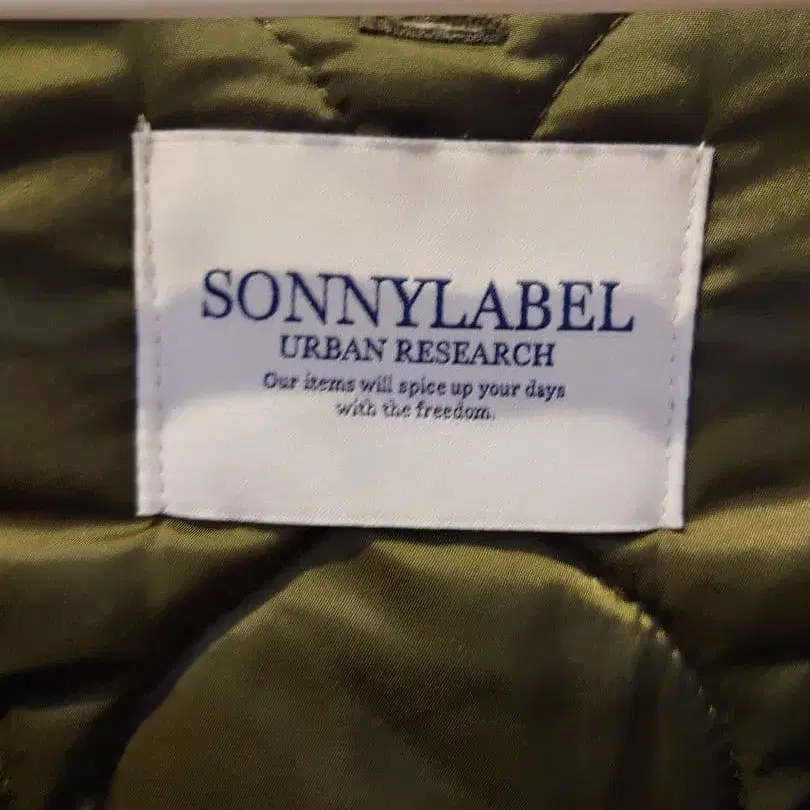 SONNYLABEL
URBAN RESEARCH
Our items will spice up your days
with the freedom.